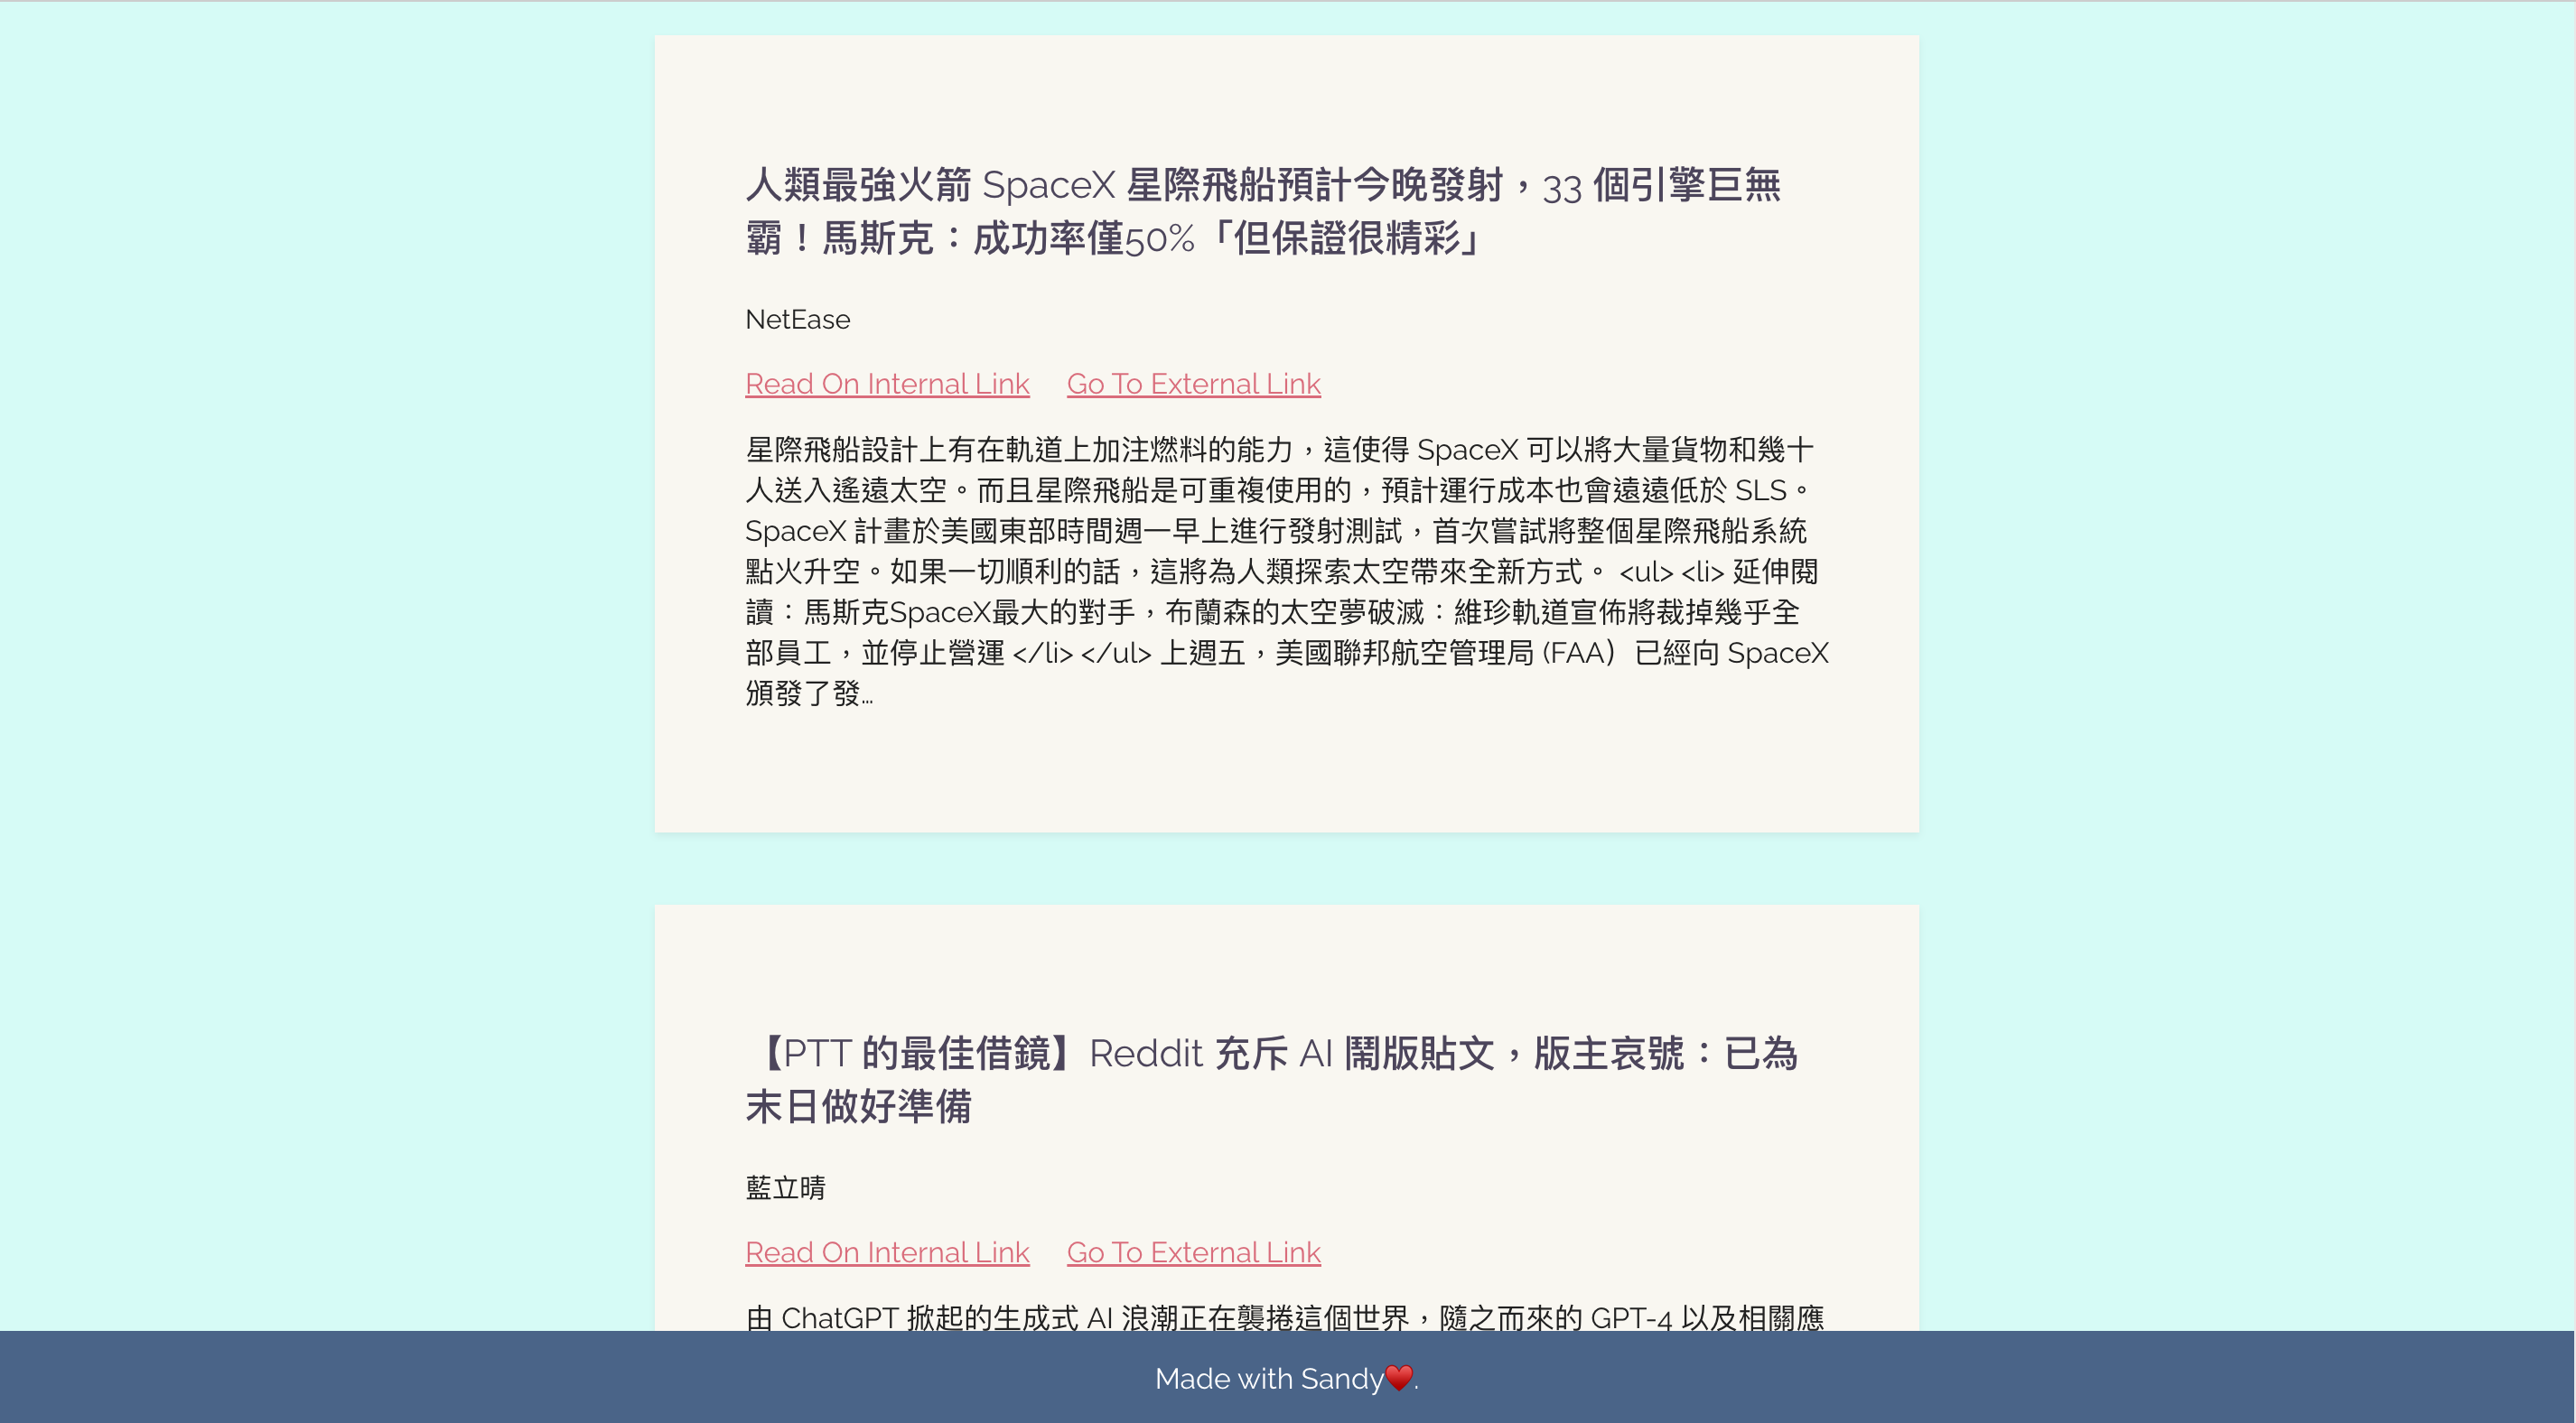 人類最強火箭 SpaceX 星際飛船預計今晚發射，33 個引擎巨無
霸！馬斯克：成功率僅50%「但保證很精彩」
NetEase
Read On Internal Link Go To External Link
星際飛船設計上有在軌道上加注燃料的能力，這使得 SpaceX 可以將大量貨物和幾十
人送入遙遠太空。而且星際飛船是可重複使用的，預計運行成本也會遠遠低於 SLS。
SpaceX 計畫於美國東部時間週一早上進行發射測試，首次嘗試將整個星際飛船系統
點火升空。如果一切順利的話，這將為人類探索太空帶來全新方式。 <ul> <li> 延伸閱
讀：馬斯克SpaceX最大的對手，布蘭森的太空夢破滅：維珍軌道宣佈將裁掉幾乎全
部員工，並停止營運 </li> </ul> 上週五，美國聯邦航空管理局 (FAA）已經向 SpaceX
頒發了發…
【PTT 的最佳借鏡】Reddit 充斥 AI 鬧版貼文，版主哀號：已為
末日做好準備
藍立晴
Read On Internal Link Go To External Link
由 ChatGPT 掀起的生成式 AI 浪潮正在襲捲這個世界，隨之而來的 GPT-4 以及相關應
Made with Sandy♥.